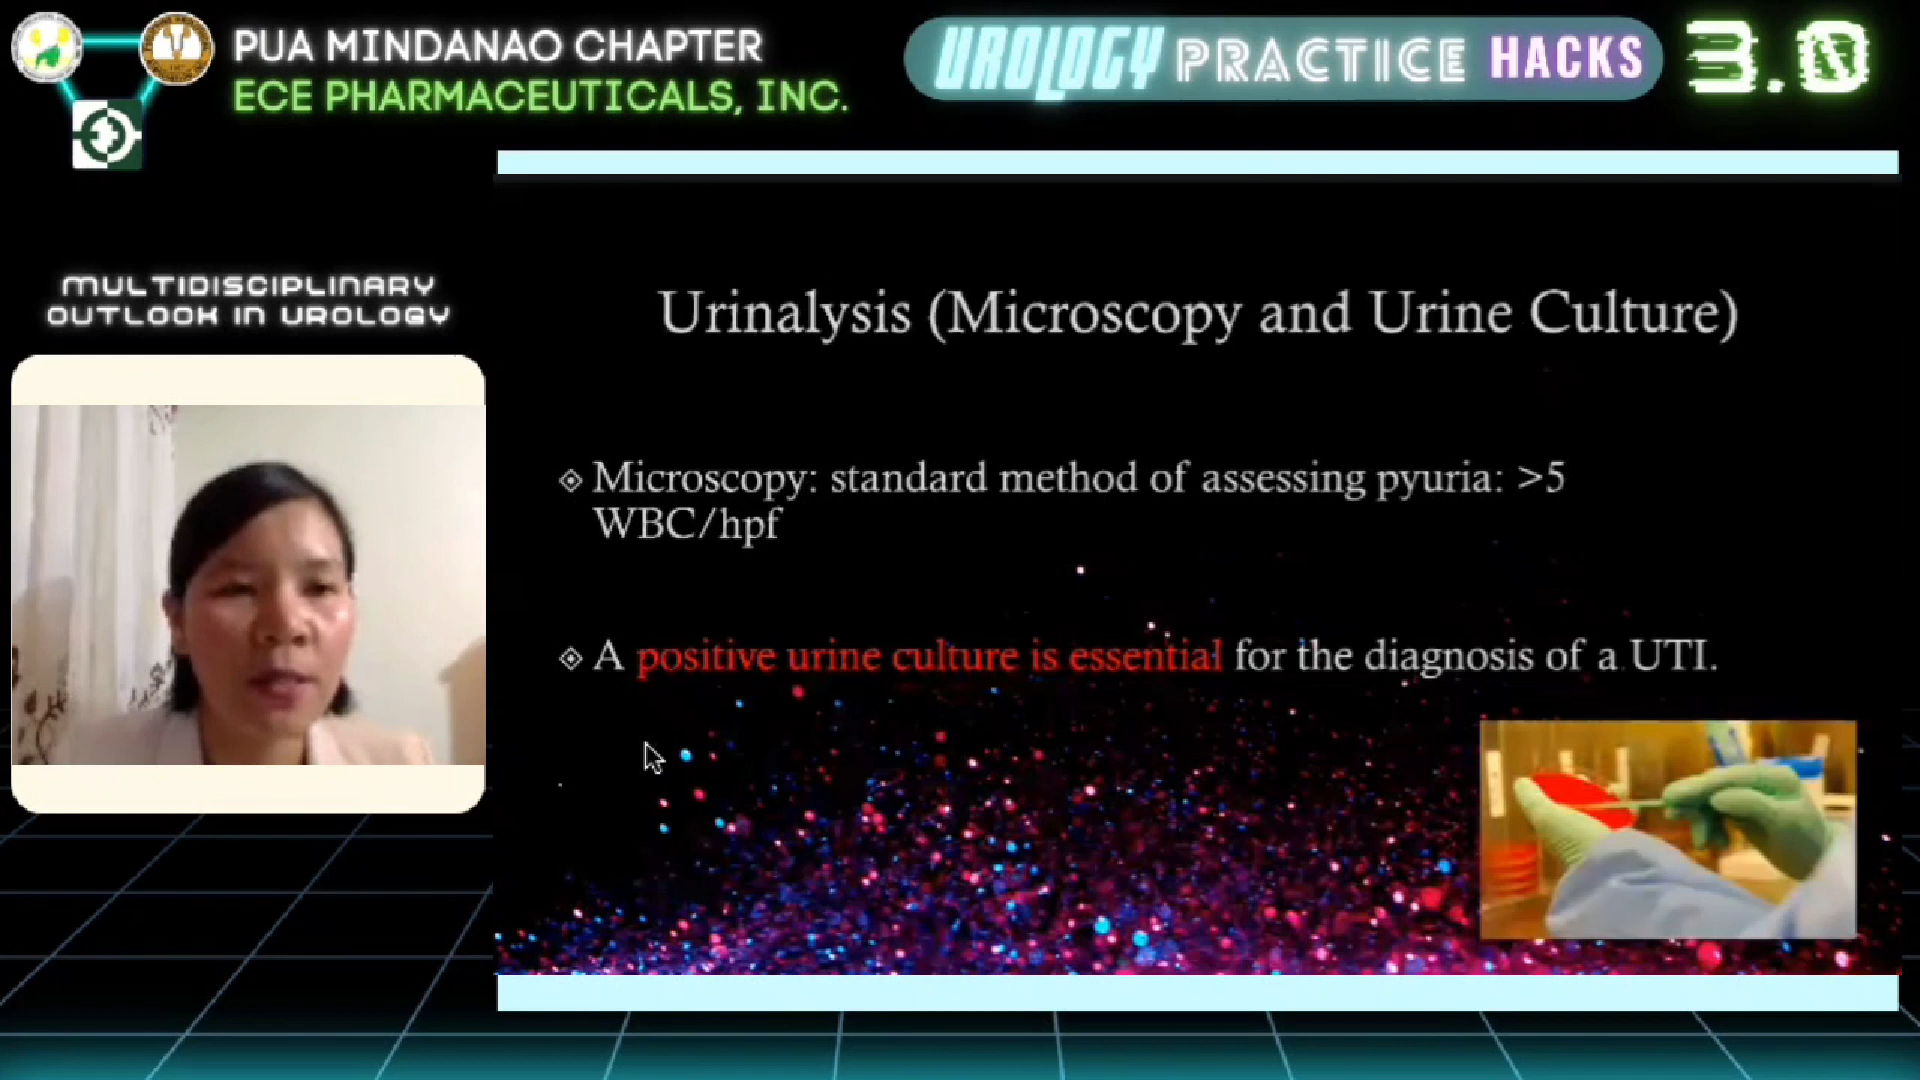 PUA MINDANAO CHAPTER
ECE PHARMACEUTICALS, INC.
UROLOGY PRACTICE HACKS 3.0
MULTIDISCIPLINARY
OUTLOOK IN UROLOGY
Urinalysis (Microscopy and Urine Culture)
Microscopy: standard method of assessing pyuria: >5
WBC/hpf
A positive urine culture is essential for the diagnosis of a UTI.